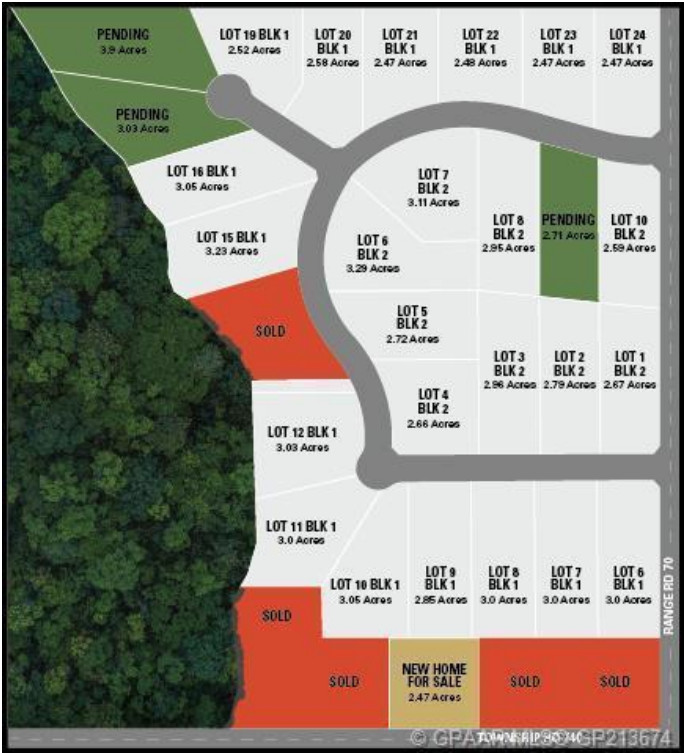 PENDING
3.9 Acres
LOT 19 BLK 1
2.52 Acres
LOT 20
BLK 1
2.58 Acres
LOT 21
BLK 1
2.47 Acres
LOT 22
BLK 1
2.48 Acres
LOT 23
BLK 1
2.47 Acres
LOT 24
BLK 1
2.47 Acres
PENDING
3.03 Acres
LOT 16 BLK 1
3.05 Acres
LOT 7
BLK 2
3.11 Acres
LOT 8
BLK 2
2.95 Acres
PENDING
2.71 Acres
LOT 10
BLK 2
2.59 Acres
LOT 15 BLK 1
3.23 Acres
LOT 6
BLK 2
3.29 Acres
SOLD
LOT 5
BLK 2
2.72 Acres
LOT 3
BLK 2
2.96 Acres
LOT 2
BLK 2
2.79 Acres
LOT 1
BLK 2
2.67 Acres
LOT 4
BLK 2
2.66 Acres
LOT 12 BLK 1
3.03 Acres
LOT 11 BLK 1
3.0 Acres
LOT 10 BLK 1
3.05 Acres
LOT 9
BLK 1
2.85 Acres
LOT 8
BLK 1
3.0 Acres
LOT 7
BLK 1
3.0 Acres
LOT 6
BLK 1
3.0 Acres
RANGE RD 70
SOLD
SOLD
NEW HOME
FOR SALE
2.47 Acres
SOLD
SOLD
TOWNSHIP RD 740